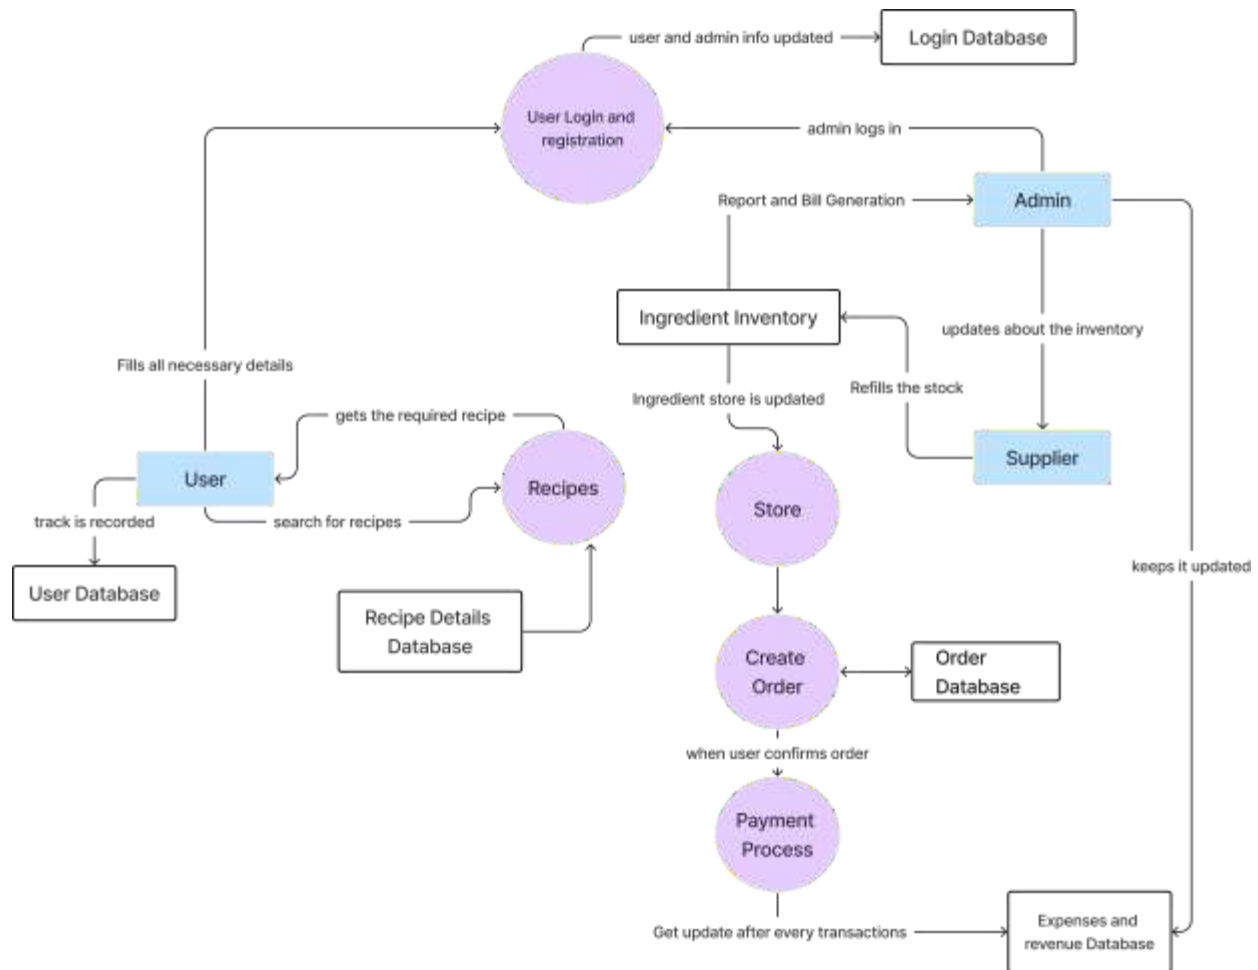 user and admin info updated
Login Database
User Login and
registration
admin logs in
Report and Bill Generation
Admin
Ingredient Inventory
updates about the inventory
Fills all necessary details
Refills the stock
Ingredient store is updated
gets the required recipe
User
Recipes
Supplier
Store
track is recorded
search for recipes
keeps it updated
User Database
Recipe Details
Database
Create
Order
Order
Database
when user confirms order
Payment
Process
Get update after every transactions
Expenses and
revenue Database